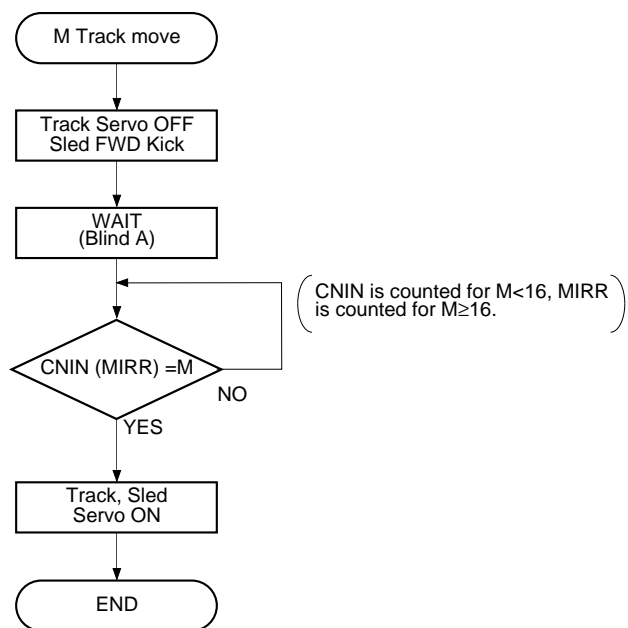 M Track move
Track Servo OFF
Sled FWD Kick
WAIT
(Blind A)
CNIN is counted for M<16, MIRR
is counted for M≥16.
CNIN (MIRR) =M
NO
YES
Track, Sled
Servo ON
END